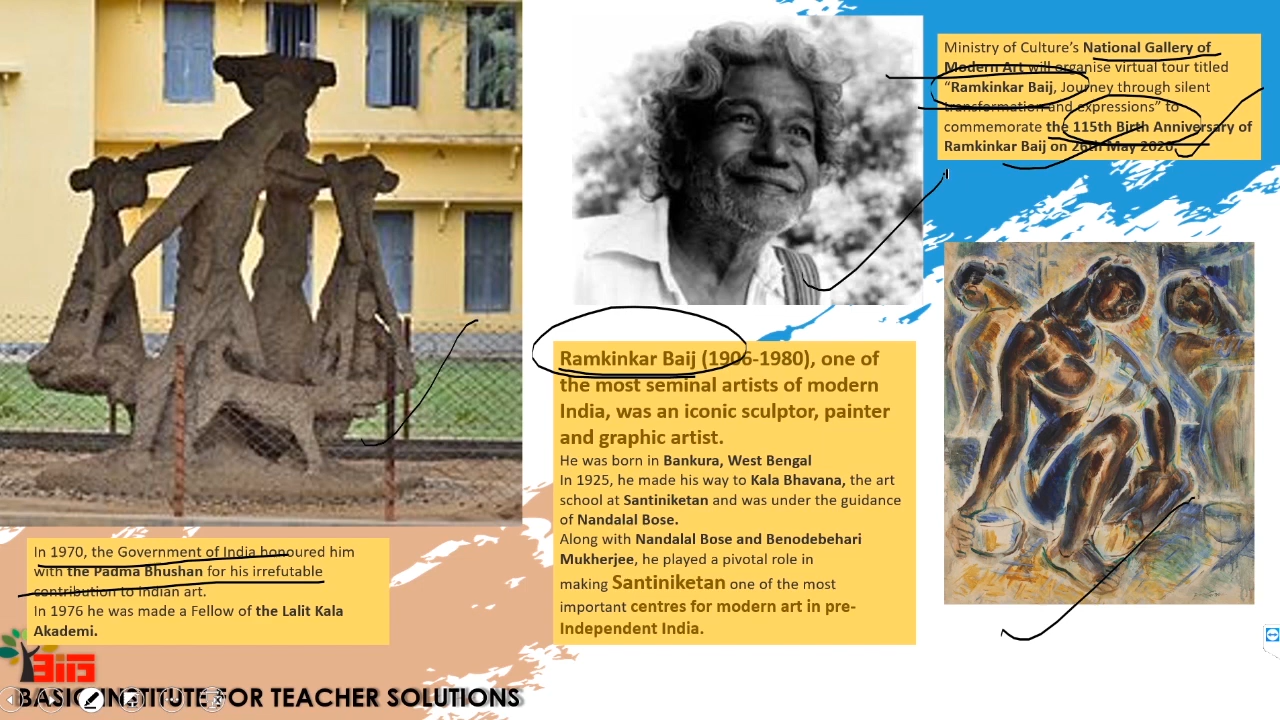 Ministry of Culture's National Gallery of
Modern Art will organise virtual tour titled
"Ramkinkar Baij, Journey through silent
transformation and expressions" to
commemorate the 115th Birth Anniversary of
Ramkinkar Baij on 26th May 2020.
Ramkinkar Baij (1906-1980), one of
the most seminal artists of modern
India, was an iconic sculptor, painter
and graphic artist.
He was born in Bankura, West Bengal
In 1925, he made his way to Kala Bhavana, the art
school at Santiniketan and was under the guidance
of Nandalal Bose.
Along with Nandalal Bose and Benodebehari
Mukherjee, he played a pivotal role in
making Santiniketan one of the most
important centres for modern art in pre-
Independent India.
In 1970, the Government of India honoured him
with the Padma Bhushan for his irrefutable
contribution to Indian art.
In 1976 he was made a Fellow of the Lalit Kala
Akademi.
BASIC INSTITUTE FOR TEACHER SOLUTIONS